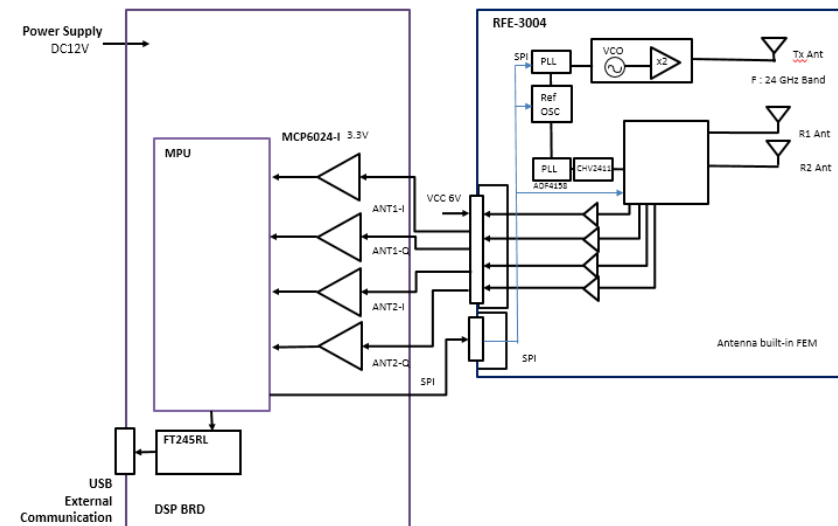 Power Supply
DC12V
RFE-3004
SPI
PLL
VCO
x2
Tx Ant
F : 24 GHz Band
Ref
OSC
MCP6024-I
3.3V
MPU
R1 Ant
PLL
CHV2411
R2 Ant
ADF4158
VCC 6V
ANT1-I
ANT1-Q
ANT2-I
ANT2-Q
Antenna built-in FEM
SPI
SPI
FT245RL
USB
External
Communication
DSP BRD